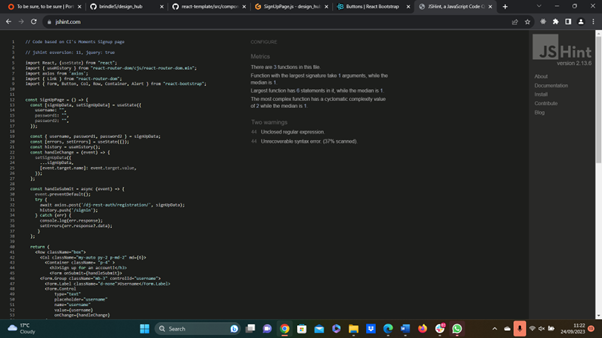 To be sure, to be sure | Port
brindle5/design_hub
react-template/src/compone
SignUpPage.js - design_hub
Buttons | React Bootstrap
JSHint, a JavaScript Code Q
jshint.com
// Code based on CI's Moments Signup page
// jshint esversion: 11, jquery: true
import React, {useState} from "react";
import { useHistory } from "react-router-dom/cjs/react-router-dom.min";
import axios from 'axios';
import { Link } from "react-router-dom";
import { Form, Button, Col, Row, Container, Alert } from "react-bootstrap";
const SignUpPage = () => {
const [signUpData, setSignUpData] = useState({
username: "",
password1: "",
password2: "",
});
const { username, password1, password2 } = signUpData;
const [errors, setErrors] = useState({});
const history = useHistory();
const handleChange = (event) => {
setSignUpData({
...signUpData,
[event.target.name]: event.target.value,
});
};
const handleSubmit = async (event) => {
event.preventDefault();
try {
await axios.post('/dj-rest-auth/registration/', signUpData);
history.push('/signin');
} catch (err) {
console.log(err.response);
setErrors(err.response?.data);
}
};
return (
<Row className="box">
<Col className="my-auto py-2 p-md-2" md={6}>
<Container className= "p-4" >
<h1>Sign up for an account</h1>
<Form onSubmit={handleSubmit}>
<Form.Group className="mb-3" controlId="username">
<Form.Label className="d-none">Username</Form.Label>
<Form.Control
type="text"
placeholder="username"
name="username"
value={username}
onChange={handleChange}
CONFIGURE
Metrics
There are 3 functions in this file.
Function with the largest signature take 1 arguments, while the
median is 1.
Largest function has 6 statements in it, while the median is 1.
The most complex function has a cyclomatic complexity
value of 2 while the median is 1.
Two warnings
Unclosed regular expression.
Unrecoverable syntax error. (37% scanned).
JSHint
version 2.13.6
About
Documentation
Install
Contribute
Blog
17°C
Cloudy
Search
11:22
24/09/2023